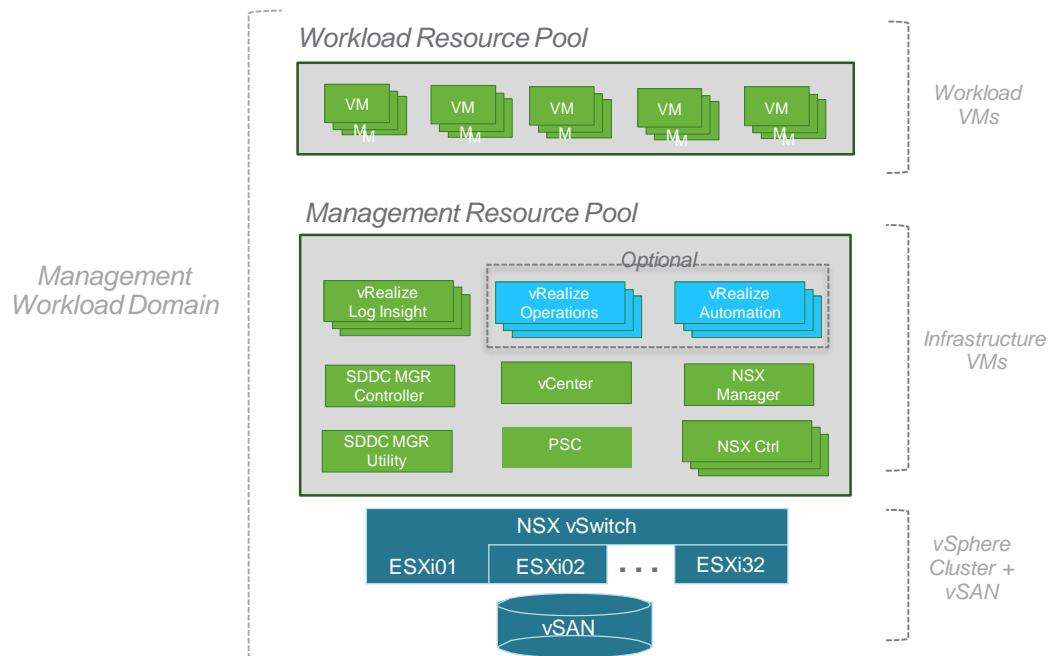 Workload Resource Pool
VM
VM
VM
VM
VM
M
M
M
M
M
M
M
M
M
Workload
VMs
Management Resource Pool
Optional
Management
Workload Domain
vRealize
Log Insight
vRealize
Operations
vRealize
Automation
Infrastructure
VMs
SDDC MGR
Controller
vCenter
NSX
Manager
SDDC MGR
Utility
PSC
NSX Ctrl
NSX vSwitch
ESXi01
ESXi02
. . .
ESXi32
vSphere
Cluster +
vSAN
vSAN